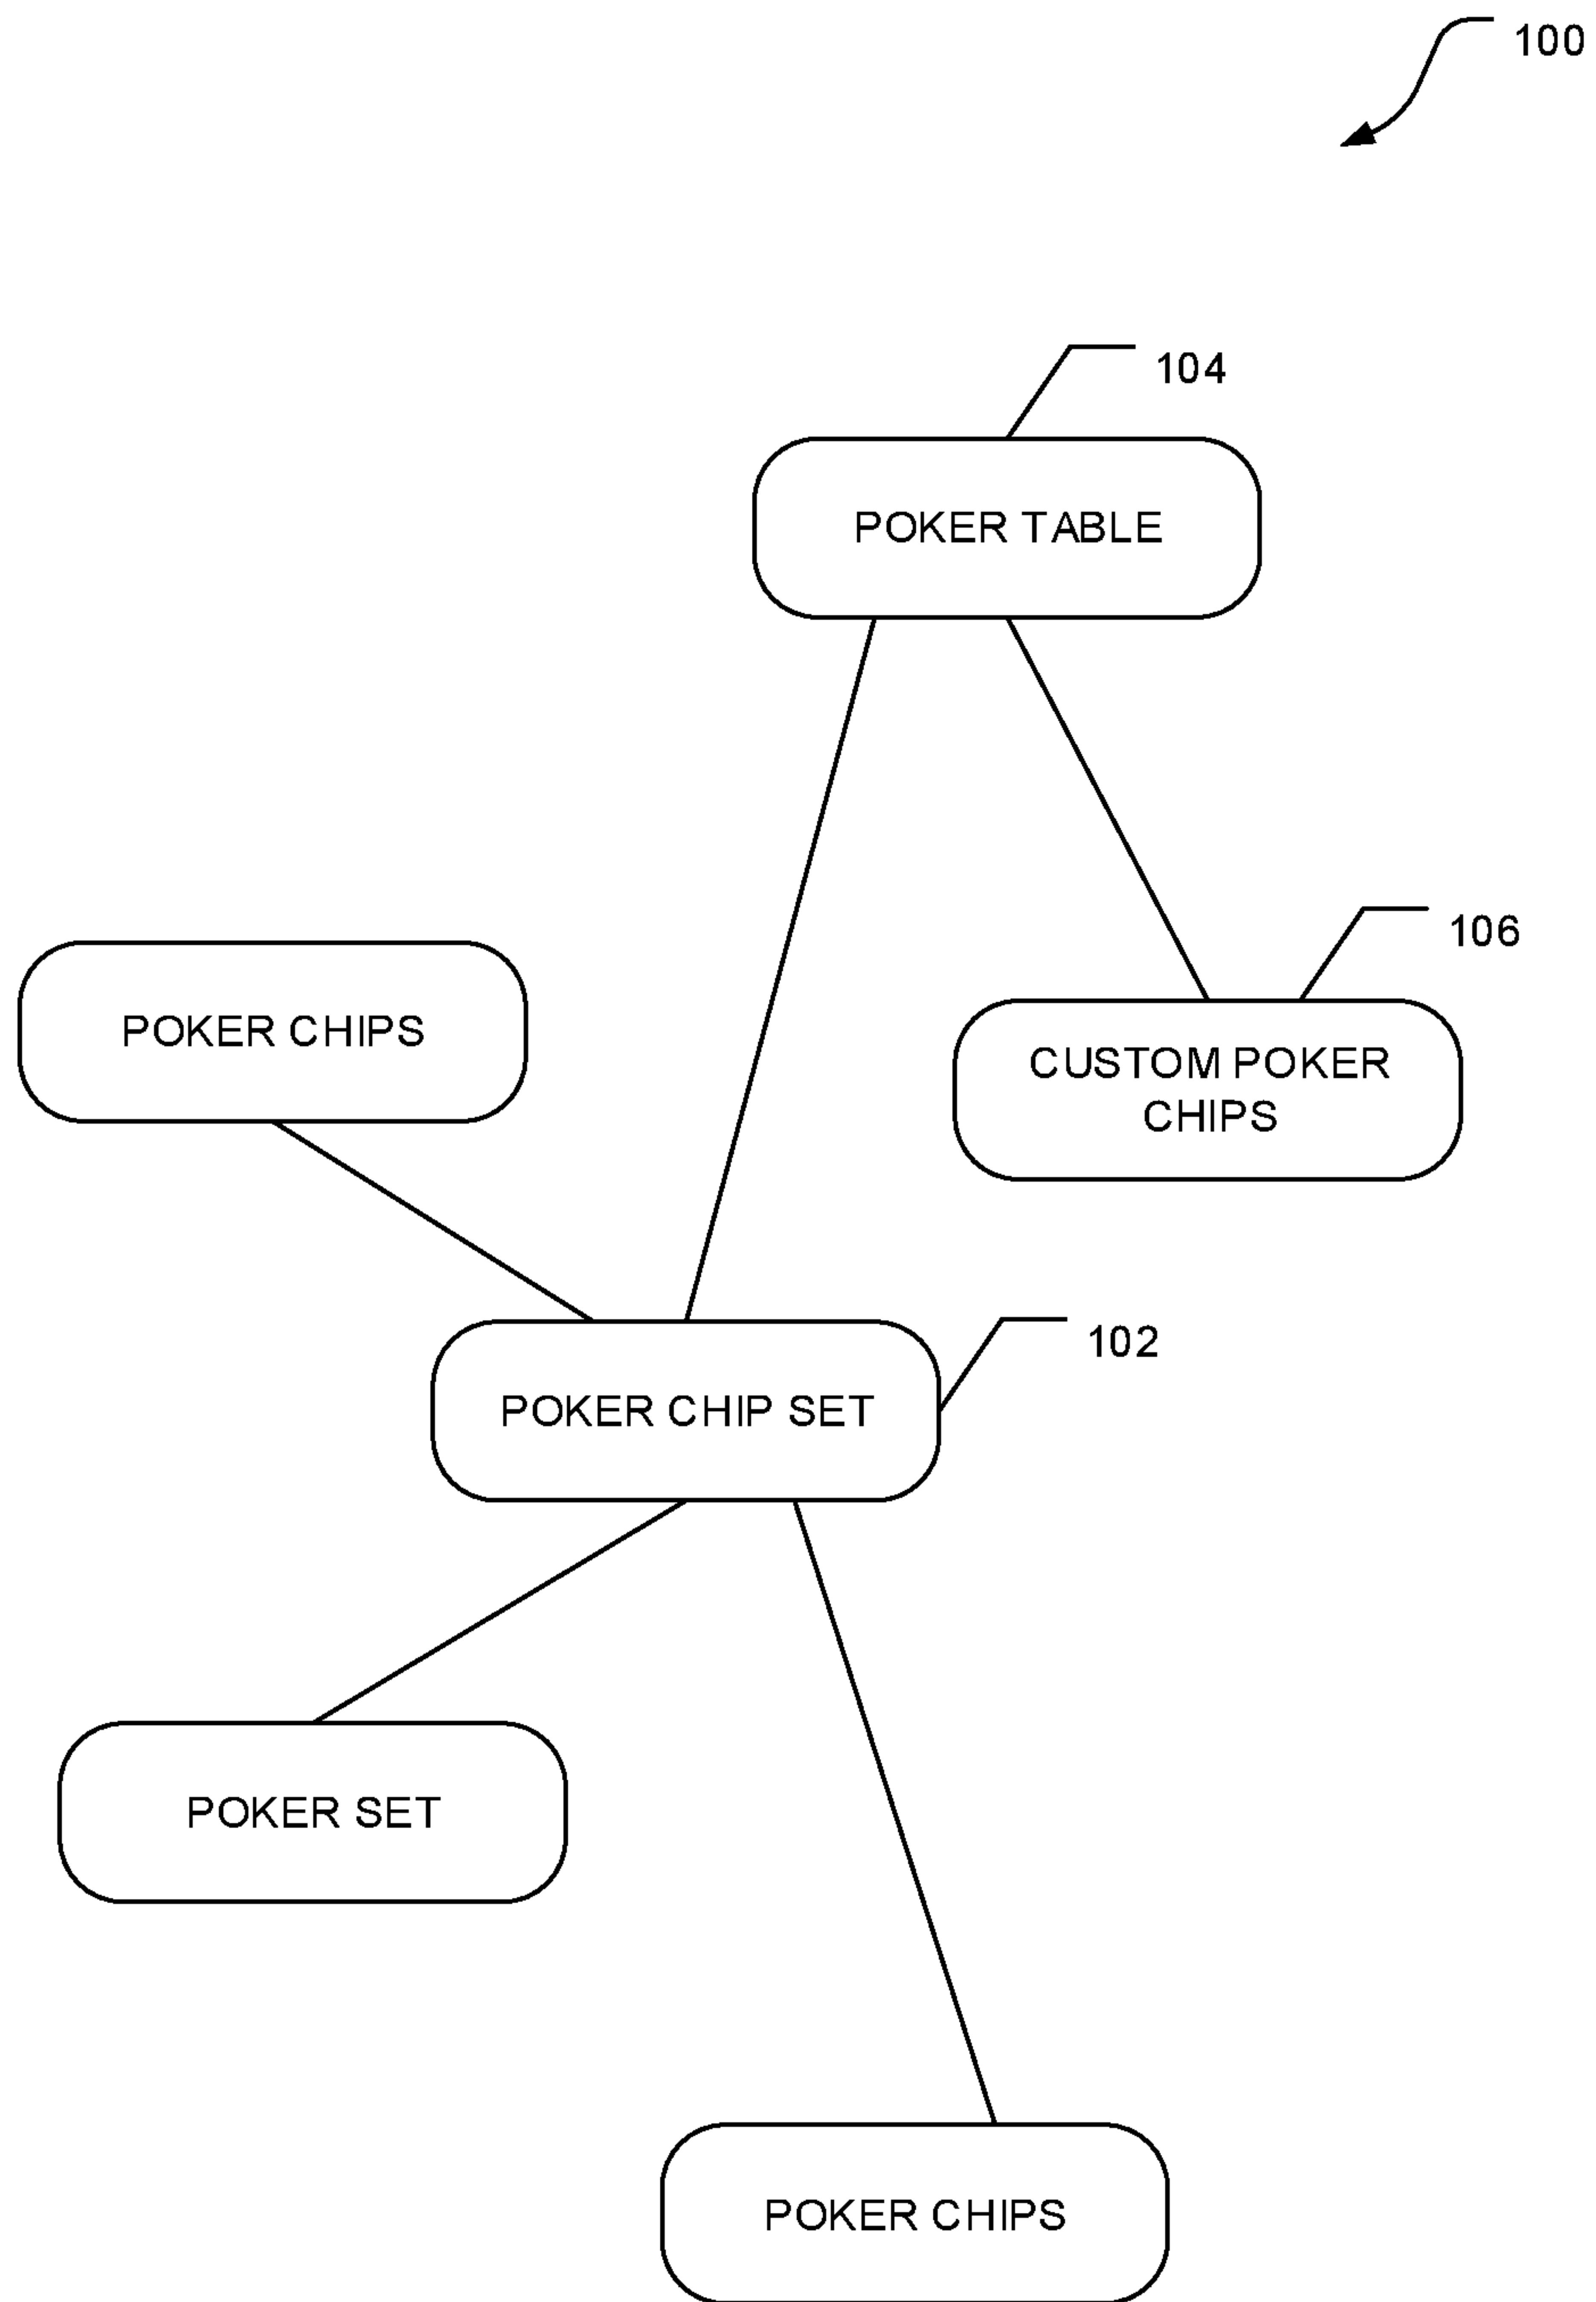 100
104
POKER TABLE
106
POKER CHIPS
CUSTOM POKER
CHIPS
102
POKER CHIP SET
POKER SET
POKER CHIPS